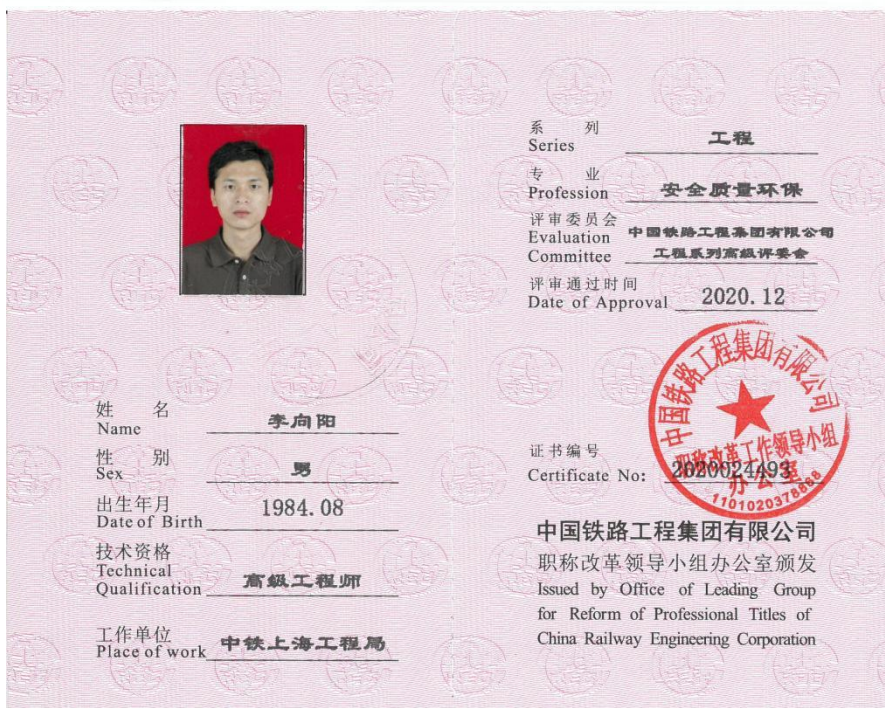 姓 名
Name
李向阳
性 别
Sex
男
出生年月
Date of Birth
1984.08
技术资格
Technical
Qualification
高级工程师
工作单位
Place of work
中铁上海工程局
系 列
Series
工程
专 业
Profession
安全质量环保
评审委员会
Evaluation
Committee
中国铁路工程集团有限公司
工程系列高级评委会
评审通过时间
Date of Approval
2020.12
中国铁路工程集团有限公司
职称改革工作领导小组
办公室
1101020378868
证书编号
Certificate No:
2620024493
中国铁路工程集团有限公司
职称改革领导小组办公室颁发
Issued by Office of Leading Group
for Reform of Professional Titles of
China Railway Engineering Corporation